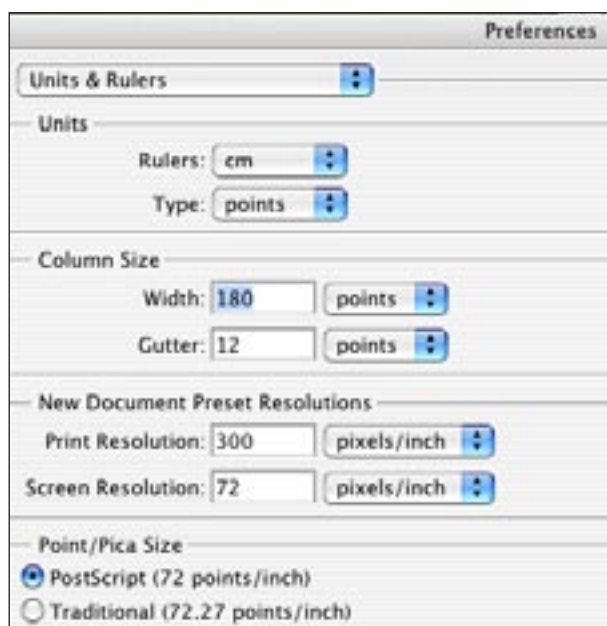 Preferences
Units & Rulers
Units
Rulers: cm
Type: points
Column Size
Width: 180 points
Gutter: 12 points
New Document Preset Resolutions
Print Resolution: 300 pixels/inch
Screen Resolution: 72 pixels/inch
Point/Pica Size
PostScript (72 points/inch)
Traditional (72.27 points/inch)